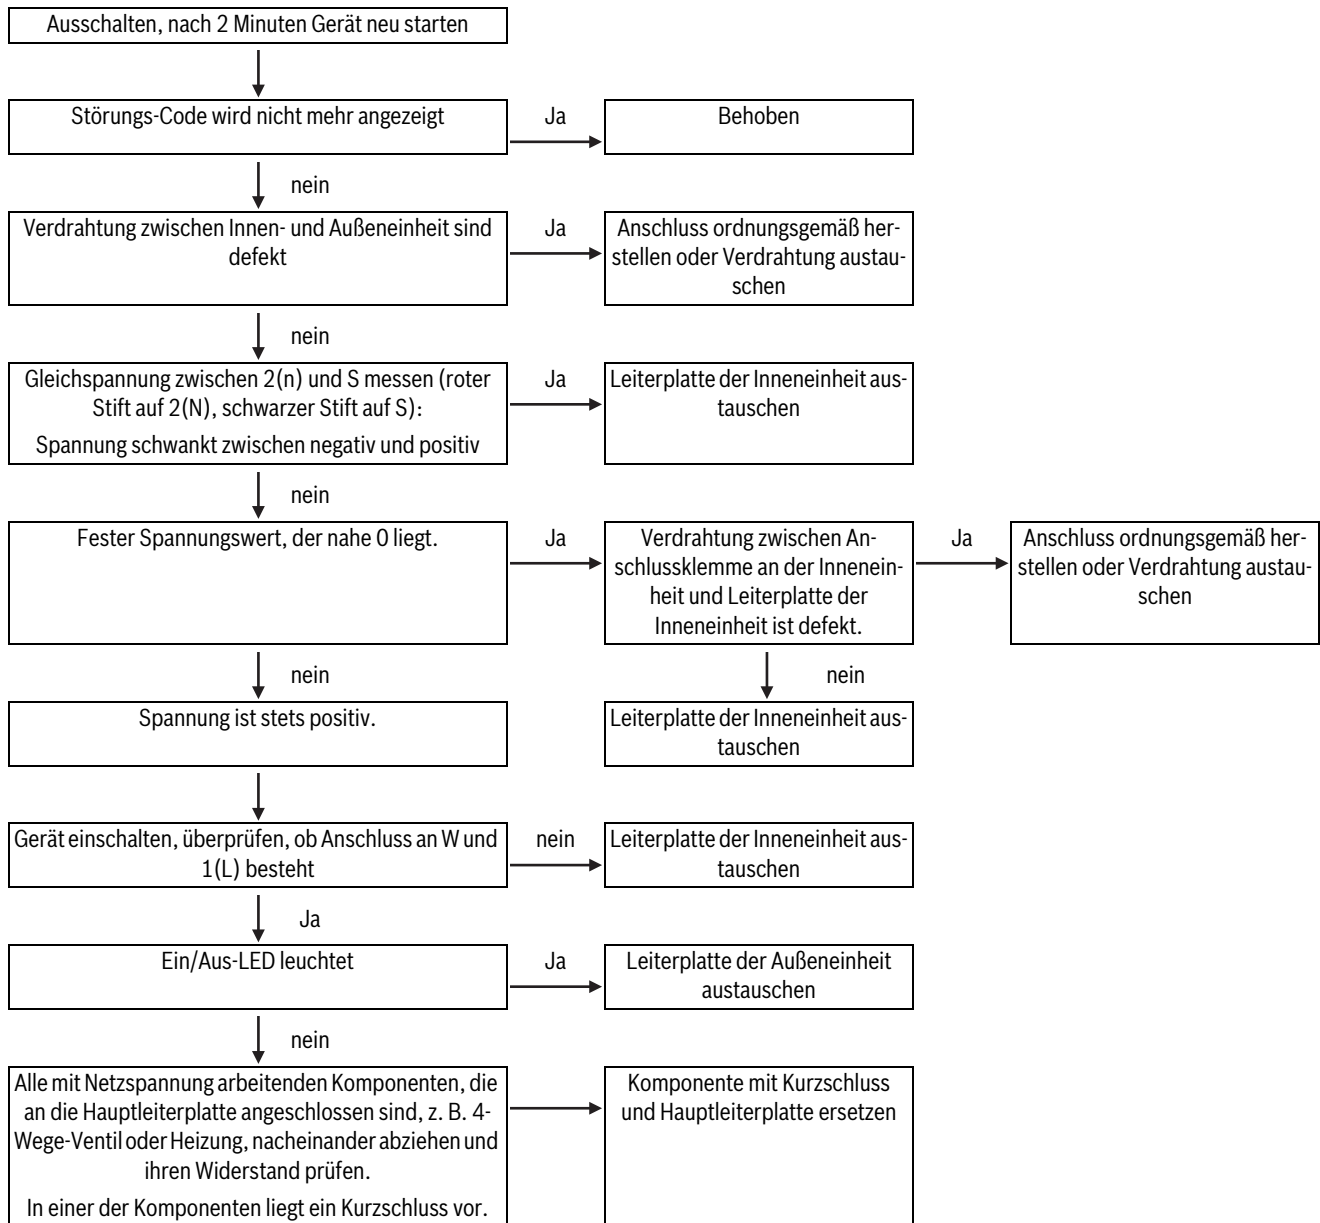 Ausschalten, nach 2 Minuten Gerät neu starten
Störungs-Code wird nicht mehr angezeigt
Ja
Behoben
nein
Verdrahtung zwischen Innen- und Außeneinheit sind
defekt
Ja
Anschluss ordnungsgemäß her-
stellen oder Verdrahtung austau-
schen
nein
Gleichspannung zwischen 2(n) und S messen (roter
Stift auf 2(N), schwarzer Stift auf S):
Spannung schwankt zwischen negativ und positiv
Ja
Leiterplatte der Inneneinheit aus-
tauschen
nein
Fester Spannungswert, der nahe 0 liegt.
Ja
Verdrahtung zwischen An-
schlussklemme an der Innenein-
heit und Leiterplatte der
Inneneinheit ist defekt.
Ja
Anschluss ordnungsgemäß her-
stellen oder Verdrahtung austau-
schen
nein
nein
Spannung ist stets positiv.
Leiterplatte der Inneneinheit aus-
tauschen
Gerät einschalten, überprüfen, ob Anschluss an W und
1(L) besteht
nein
Leiterplatte der Inneneinheit aus-
tauschen
Ja
Ein/Aus-LED leuchtet
Ja
Leiterplatte der Außeneinheit
austauschen
nein
Alle mit Netzspannung arbeitenden Komponenten, die
an die Hauptleiterplatte angeschlossen sind, z. B. 4-
Wege-Ventil oder Heizung, nacheinander abziehen und
ihren Widerstand prüfen.
In einer der Komponenten liegt ein Kurzschluss vor.
Komponente mit Kurzschluss
und Hauptleiterplatte ersetzen